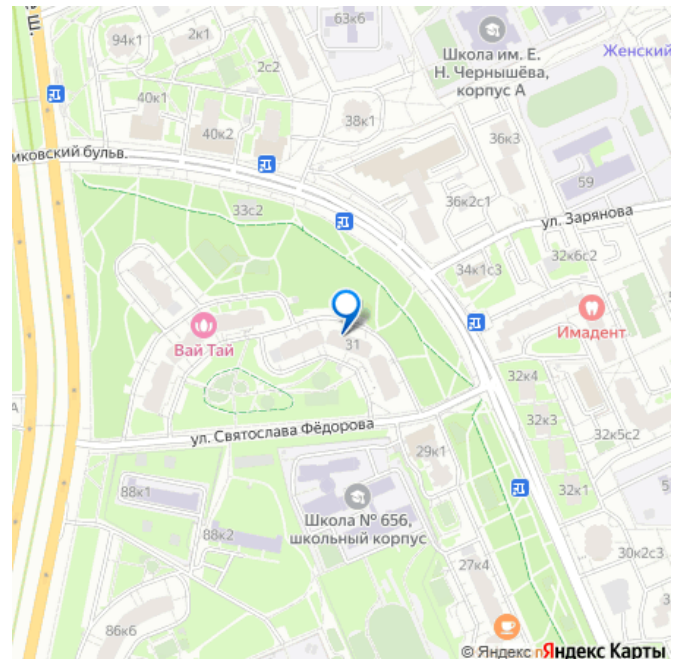 63к6
94к1
2к1
Ш.
2с2
Школа им. Е.
Н. Чернышёва,
корпус А
Женский
40к1
38к1
40к2
36к3
иковский бульв.
59
36к2с1
33с2
ул. Зарянова
32к6с2
34к1с3
Имадент
Вай Тай
31
32к4
32к3
ул. Святослава Фёдорова
29к1
32к5с2
88к1
32к1
Школа № 656,
школьный корпус
88к2
30к2с3
27к4
86к6
© Яндекс
Яндекс Карты